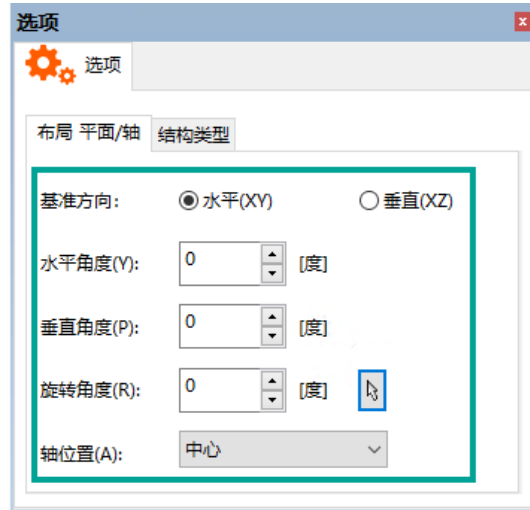 选项
选项
布局 平面/轴 结构类型
基准方向: 水平(XY) 垂直(XZ)
水平角度(Y): 0 [度]
垂直角度(P): 0 [度]
旋转角度(R): 0 [度]
轴位置(A): 中心